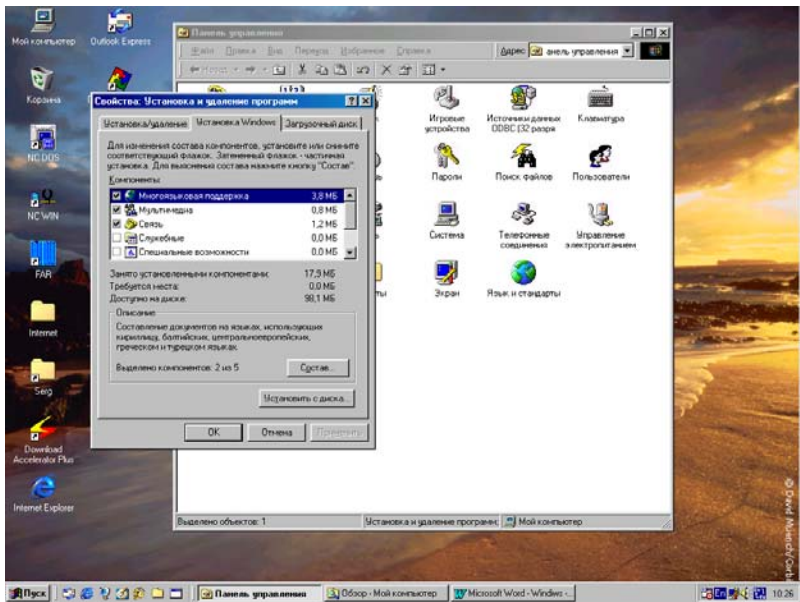 Мой компьютер
Outlook Express
Корзина
NC DOS
NC WIN
FAR
Internet
Serg
Download Accelerator Plus
Internet Explorer
Панель управления
Файл Правка Вид Переход Избранное Справка
Адрес анель управления
Назад
Игровые устройства
Источники данных ODBC (32 разря
Клавиатура
Пароли
Поиск файлов
Пользователи
Система
Телефонные соединения
Управление электропитанием
Экран
Язык и стандарты
Выделено объектов: 1
Установка и удаление программ:
Мой компьютер
Свойства: Установка и удаление программ
Установка/удаление
Установка Windows
Загрузочный диск
Для изменения состава компонентов, установите или снимите
соответствующий флажок. Затененный флажок - частичная
установка. Для выяснения состава нажмите кнопку "Состав".
Компоненты:
Многоязыковая поддержка 3,8 МБ
Мультимедиа 0,8 МБ
Связь 1,2 МБ
Служебные 0,0 МБ
Специальные возможности 0,0 МБ
Занято установленными компонентами: 17,9 МБ
Требуется места: 0,0 МБ
Доступно на диске: 98,1 МБ
Описание
Составление документов на языках, использующих
кириллицу, балтийских, центральноевропейских,
греческом и турецком языках.
Выделено компонентов: 2 из 5
Состав...
Установить с диска...
OK
Отмена
Применить
Пуск
Панель управления
Обзор - Мой компьютер
Microsoft Word - Windws -...
En
10:26